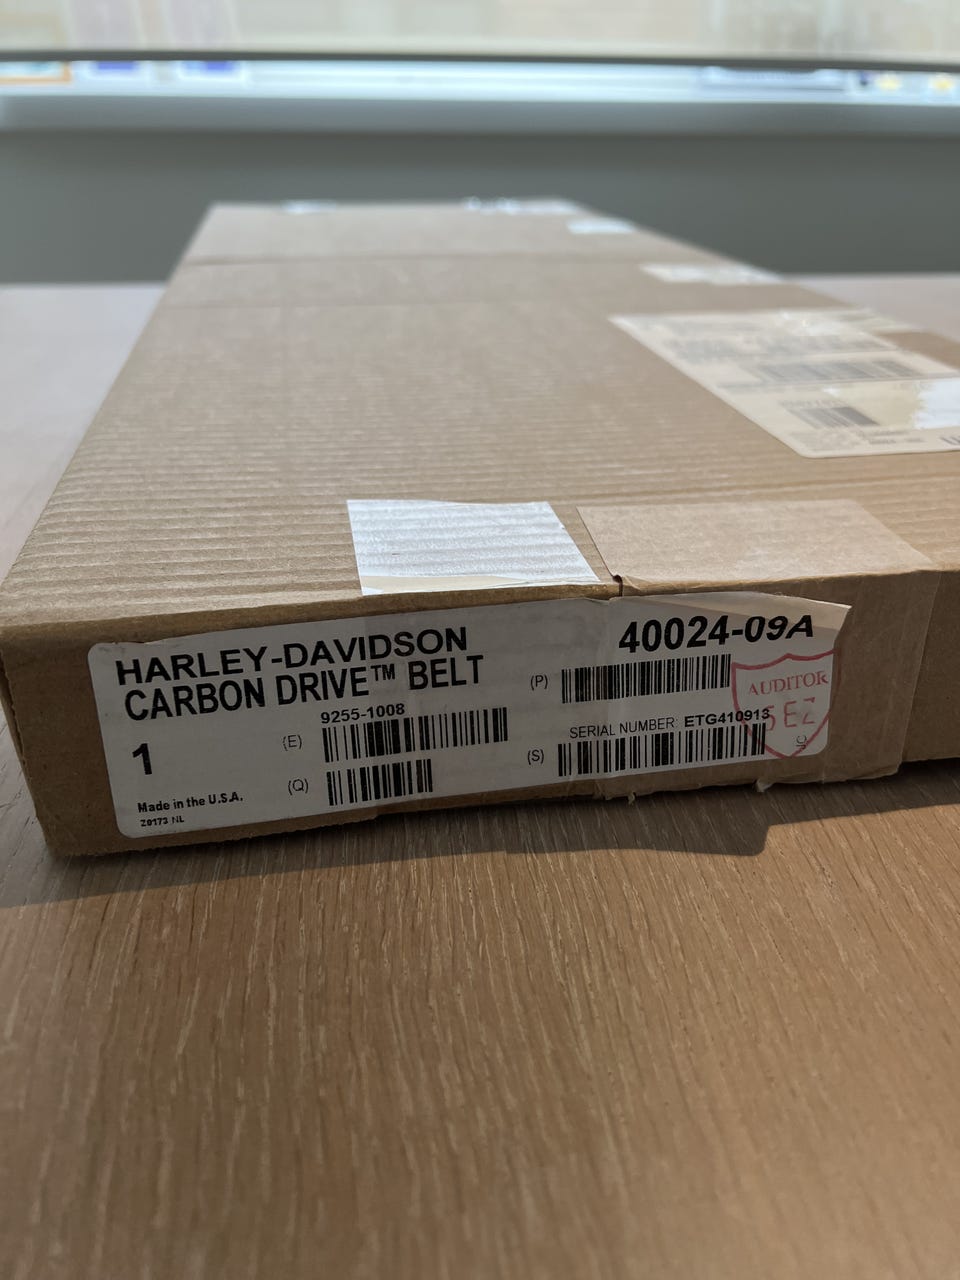 HARLEY-DAVIDSON
CARBON DRIVE™ BELT
40024-09A
(P)
AUDITOR
9255-1008
(E)
SERIAL NUMBER: ETG410913
(S)
1
(Q)
Made in the U.S.A.
Z9173 NL